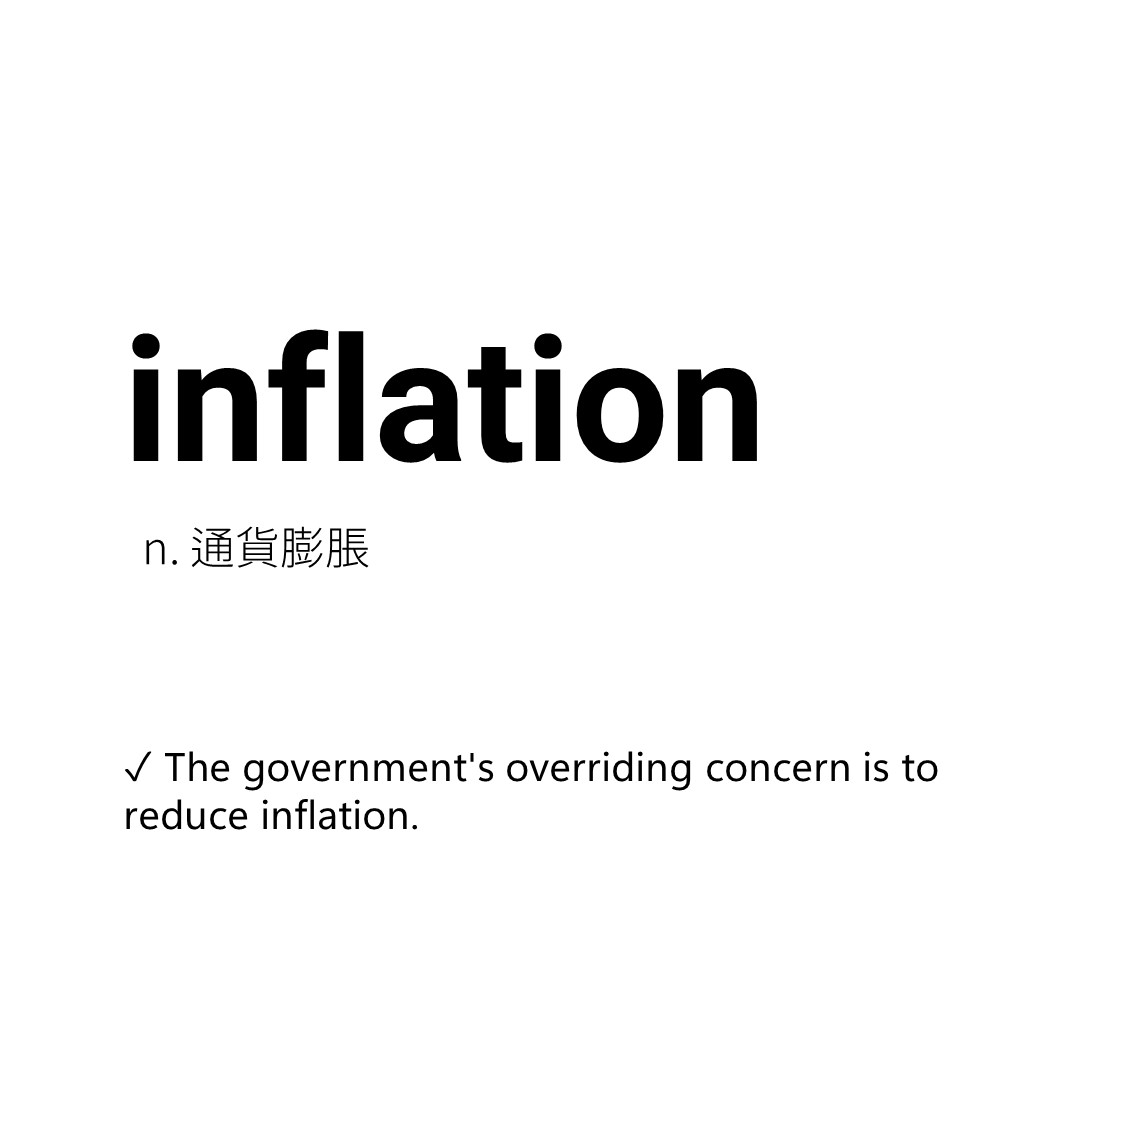 inflation
n. 通貨膨脹
✓ The government's overriding concern is to
reduce inflation.